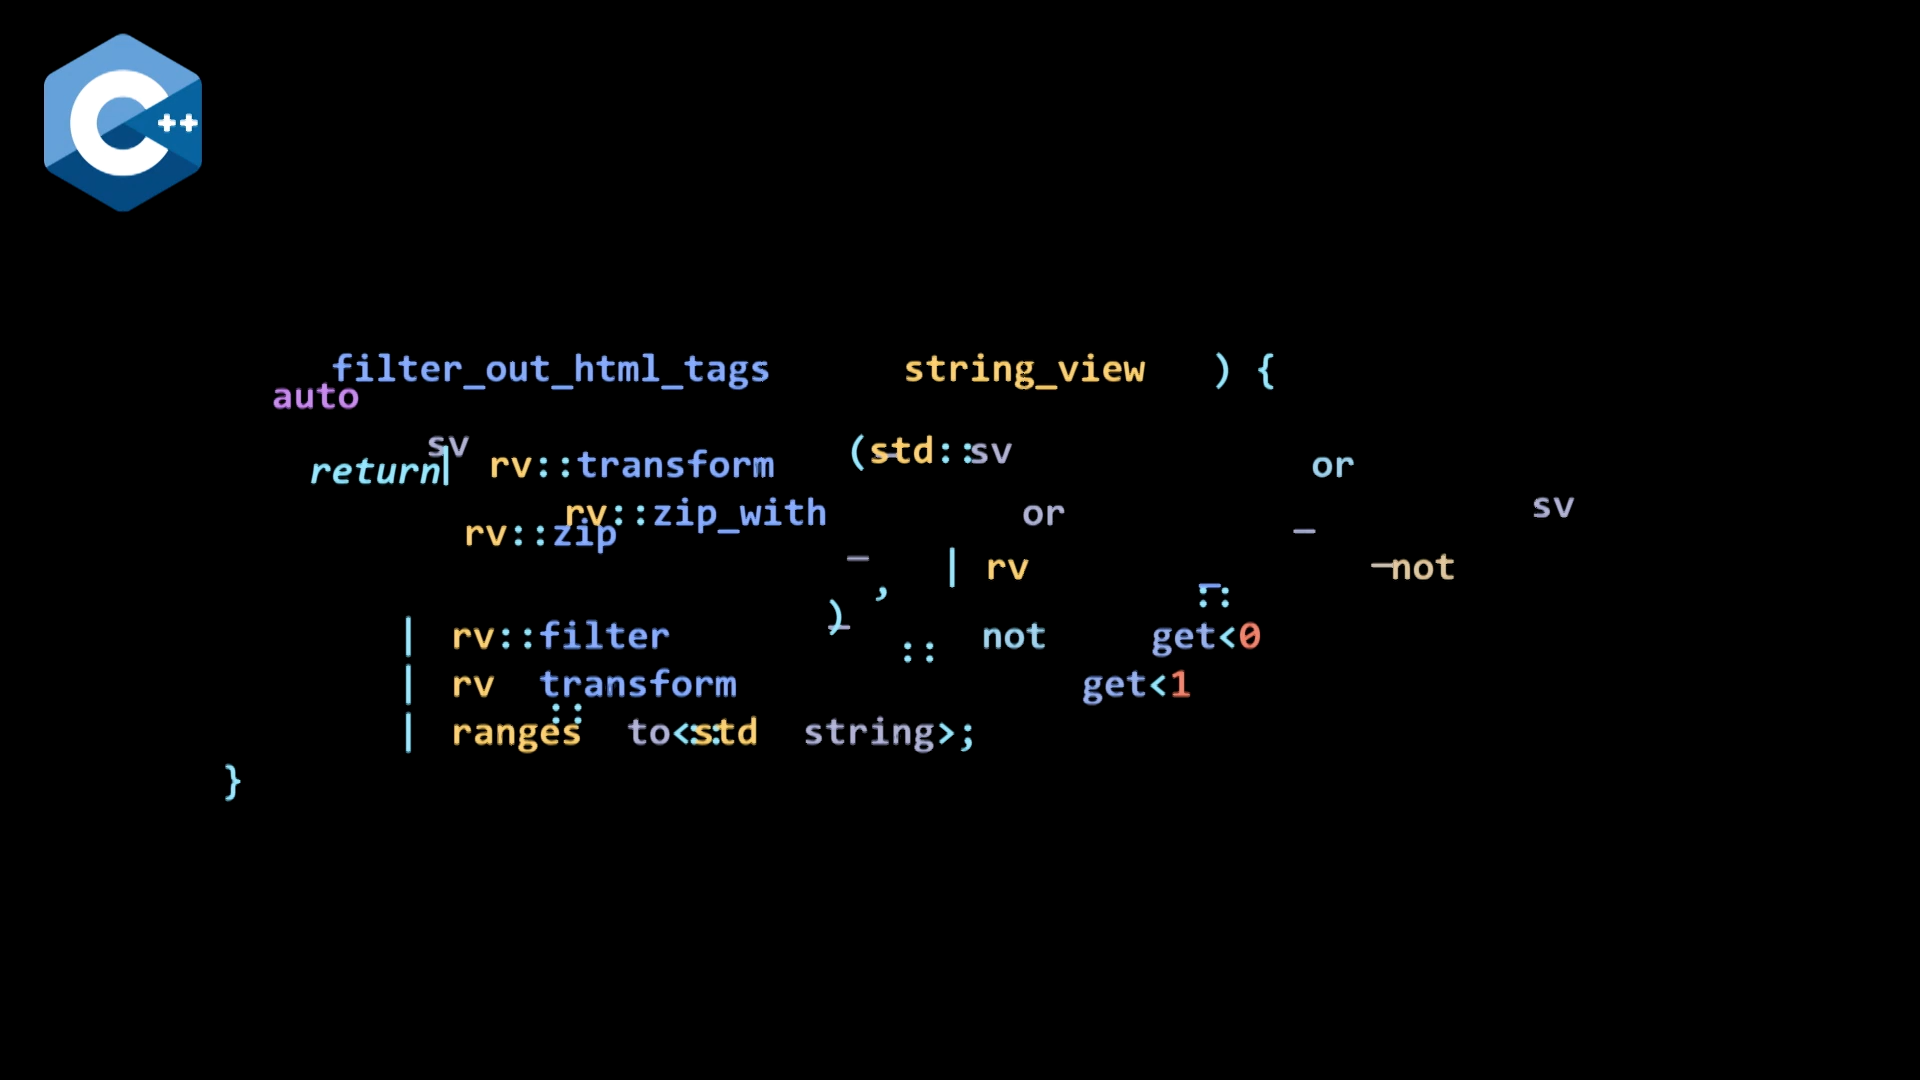 C++
filter_out_html_tags string_view ) {
auto
sv (std:: sv
return rv::transform or
rv::zip_with or sv
rv::zip _
_ | rv _not
, _ ::
) _
| rv::filter :: not get<0
| rv transform get<1
::
| ranges to<::std string>;
}